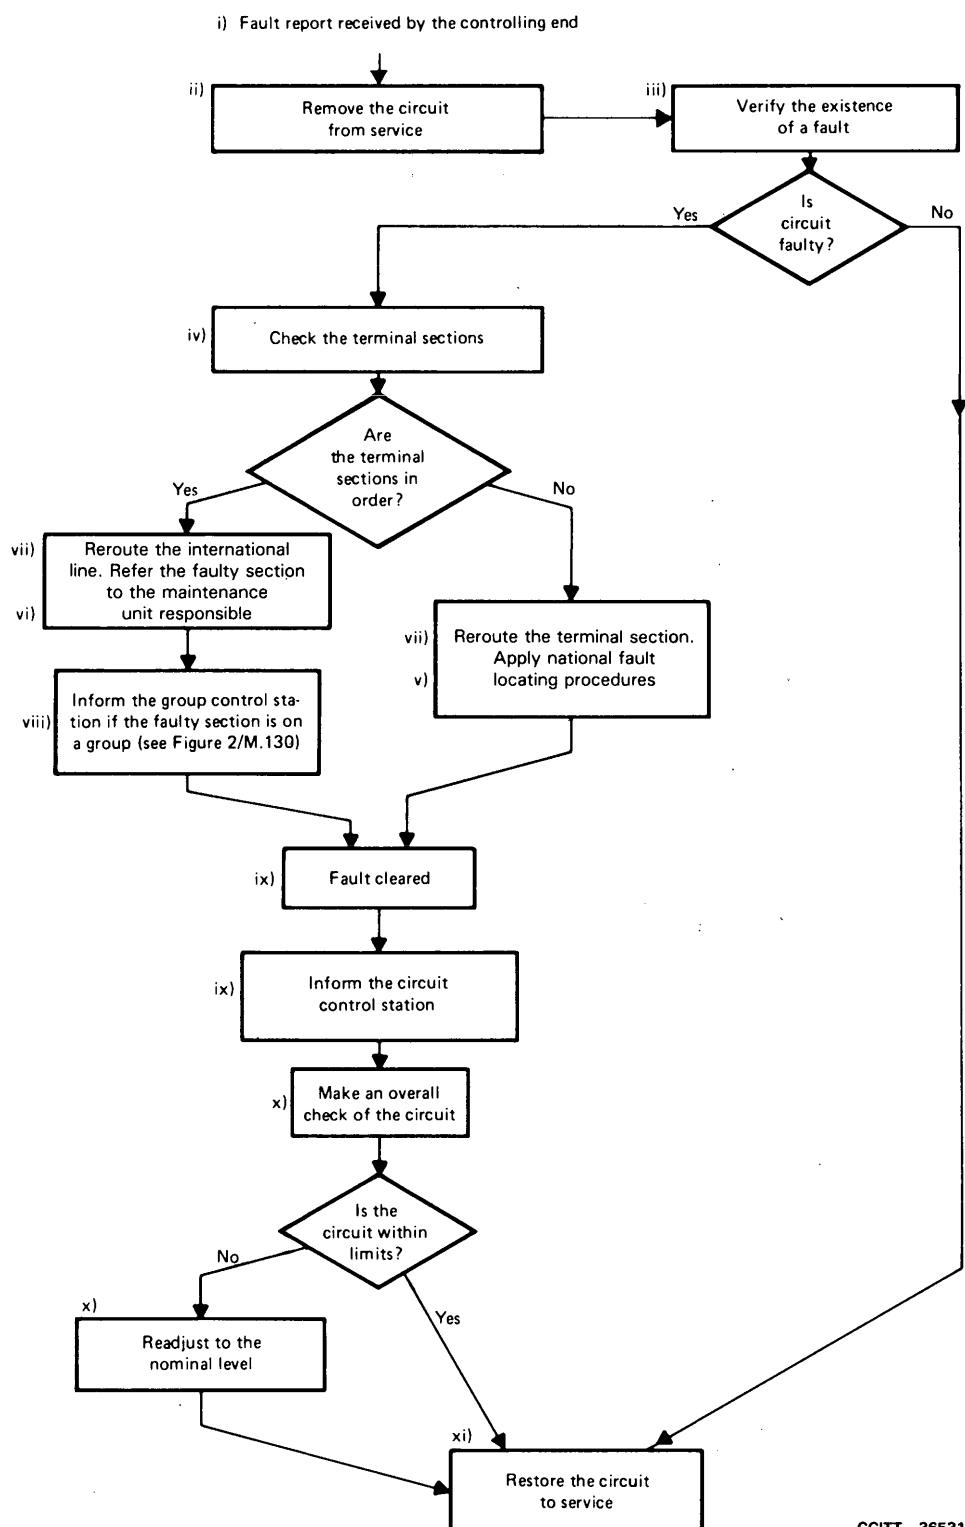 i) Fault report received by the controlling end
ii)
Remove the circuit
from service
iii)
Verify the existence
of a fault
Is
circuit
faulty?
Yes
No
iv)
Check the terminal sections
Are
the terminal
sections in
order?
Yes
No
vii)
Reroute the international
line. Refer the faulty section
to the maintenance
vi)
unit responsible
vii)
Reroute the terminal section.
Apply national fault
v)
locating procedures
viii)
Inform the group control sta-
tion if the faulty section is on
a group (see Figure 2/M.130)
ix)
Fault cleared
ix)
Inform the circuit
control station
x)
Make an overall
check of the circuit
Is the
circuit within
limits?
No
Yes
x)
Readjust to the
nominal level
xi)
Restore the circuit
to service